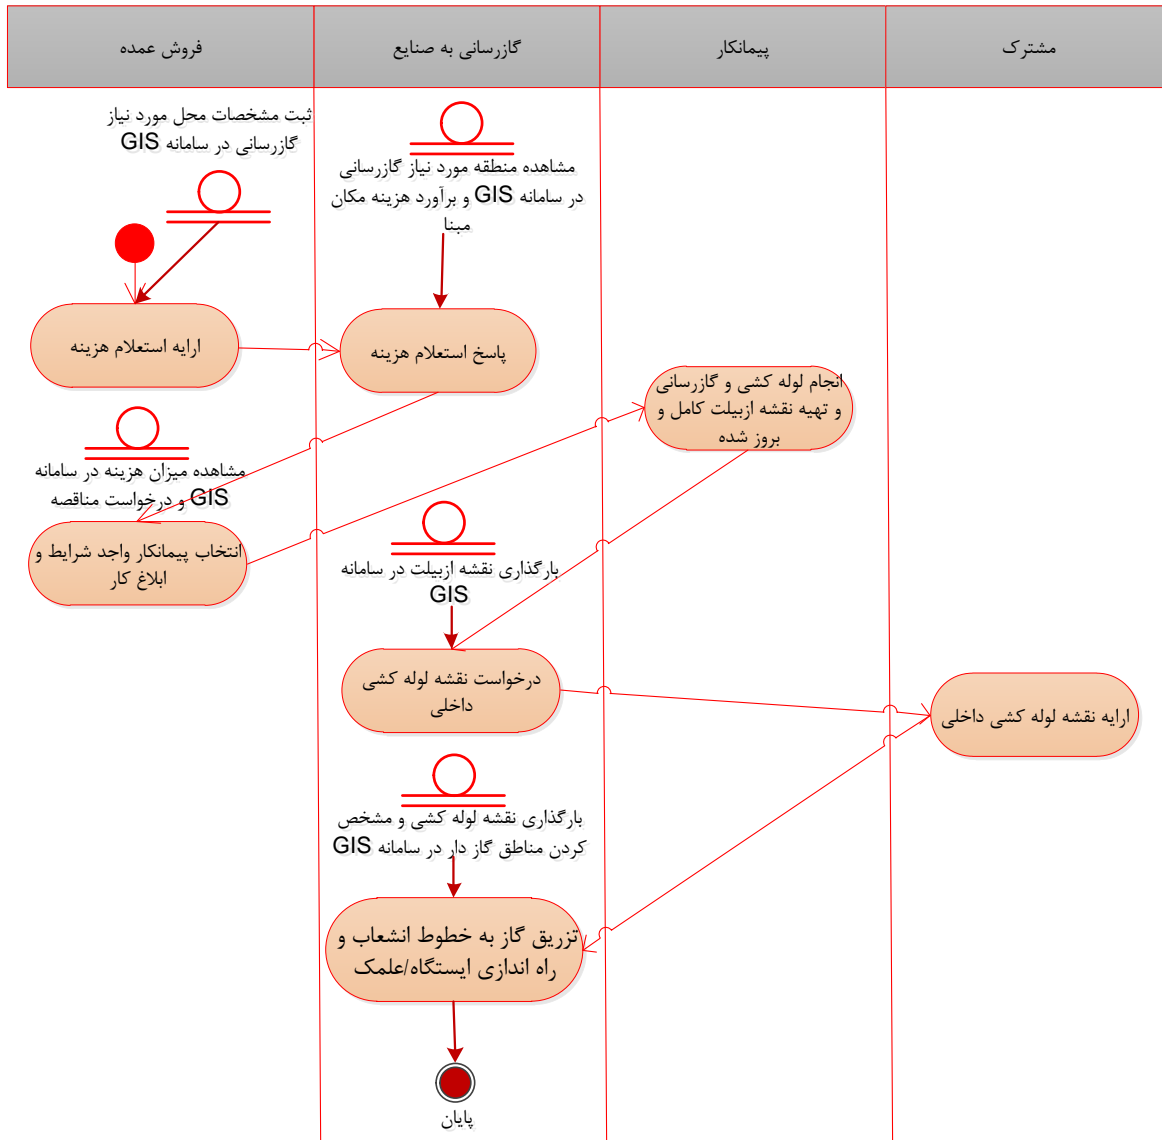 فروش عمده
گازرسانی به صنایع
پیمانکار
مشترک
ثبت مشخصات محل مورد نیاز
گازرسانی در سامانه GIS
مشاهده منطقه مورد نیاز گازرسانی
در سامانه GIS و برآورد هزینه مکان
مبنا
ارایه استعلام هزینه
پاسخ استعلام هزینه
انجام لوله کشی و گازرسانی
و تهیه نقشه ازبیلت کامل و
بروز شده
مشاهده میزان هزینه در سامانه
GIS و درخواست مناقصه
انتخاب پیمانکار واجد شرایط و
ابلاغ کار
بارگذاری نقشه ازبیلت در سامانه
GIS
درخواست نقشه لوله کشی
داخلی
ارایه نقشه لوله کشی داخلی
بارگذاری نقشه لوله کشی و مشخص
کردن مناطق گاز دار در سامانه GIS
تزریق گاز به خطوط انشعاب و
راه اندازی ایستگاه/علمک
پایان